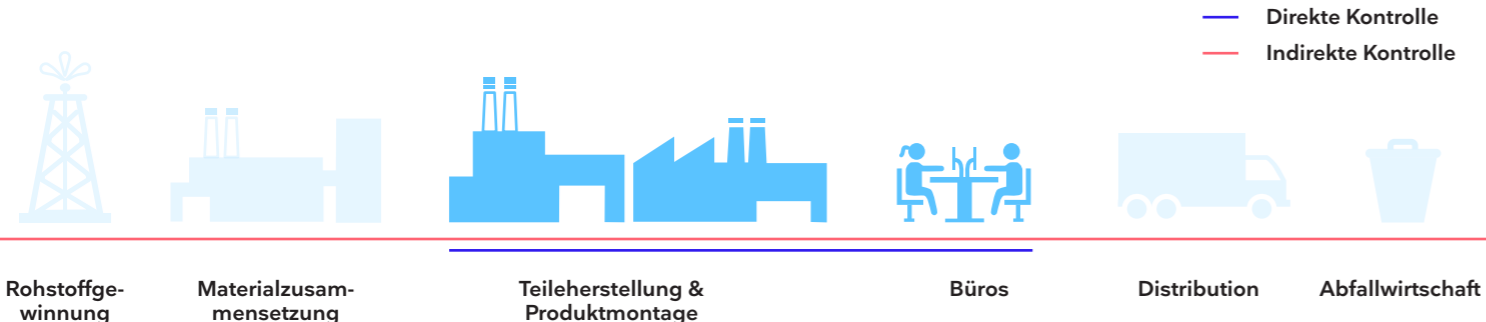 Direkte Kontrolle
Indirekte Kontrolle
Rohstoffge-
winnung
Materialzusam-
mensetzung
Teileherstellung &
Produktmontage
Büros
Distribution
Abfallwirtschaft